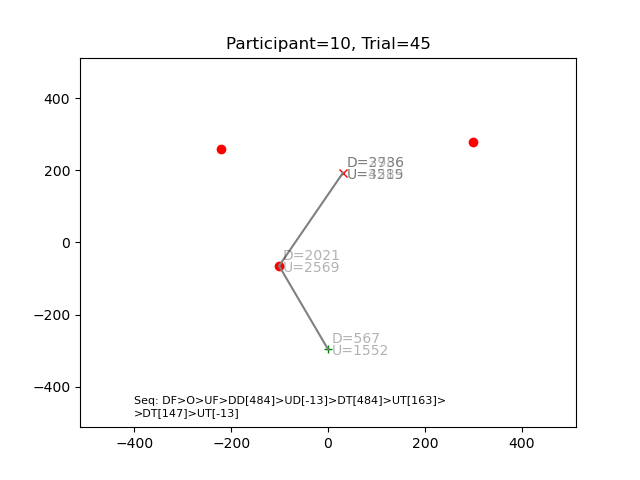 Participant=10, Trial=45
400
200
0
−200
−400
D=2021
U=2569
D=567
U=1552
Seq: DF>O>UF>DD[484]>UD[-13]>DT[484]>UT[163]>
>DT[147]>UT[-13]
−400
−200
0
200
400